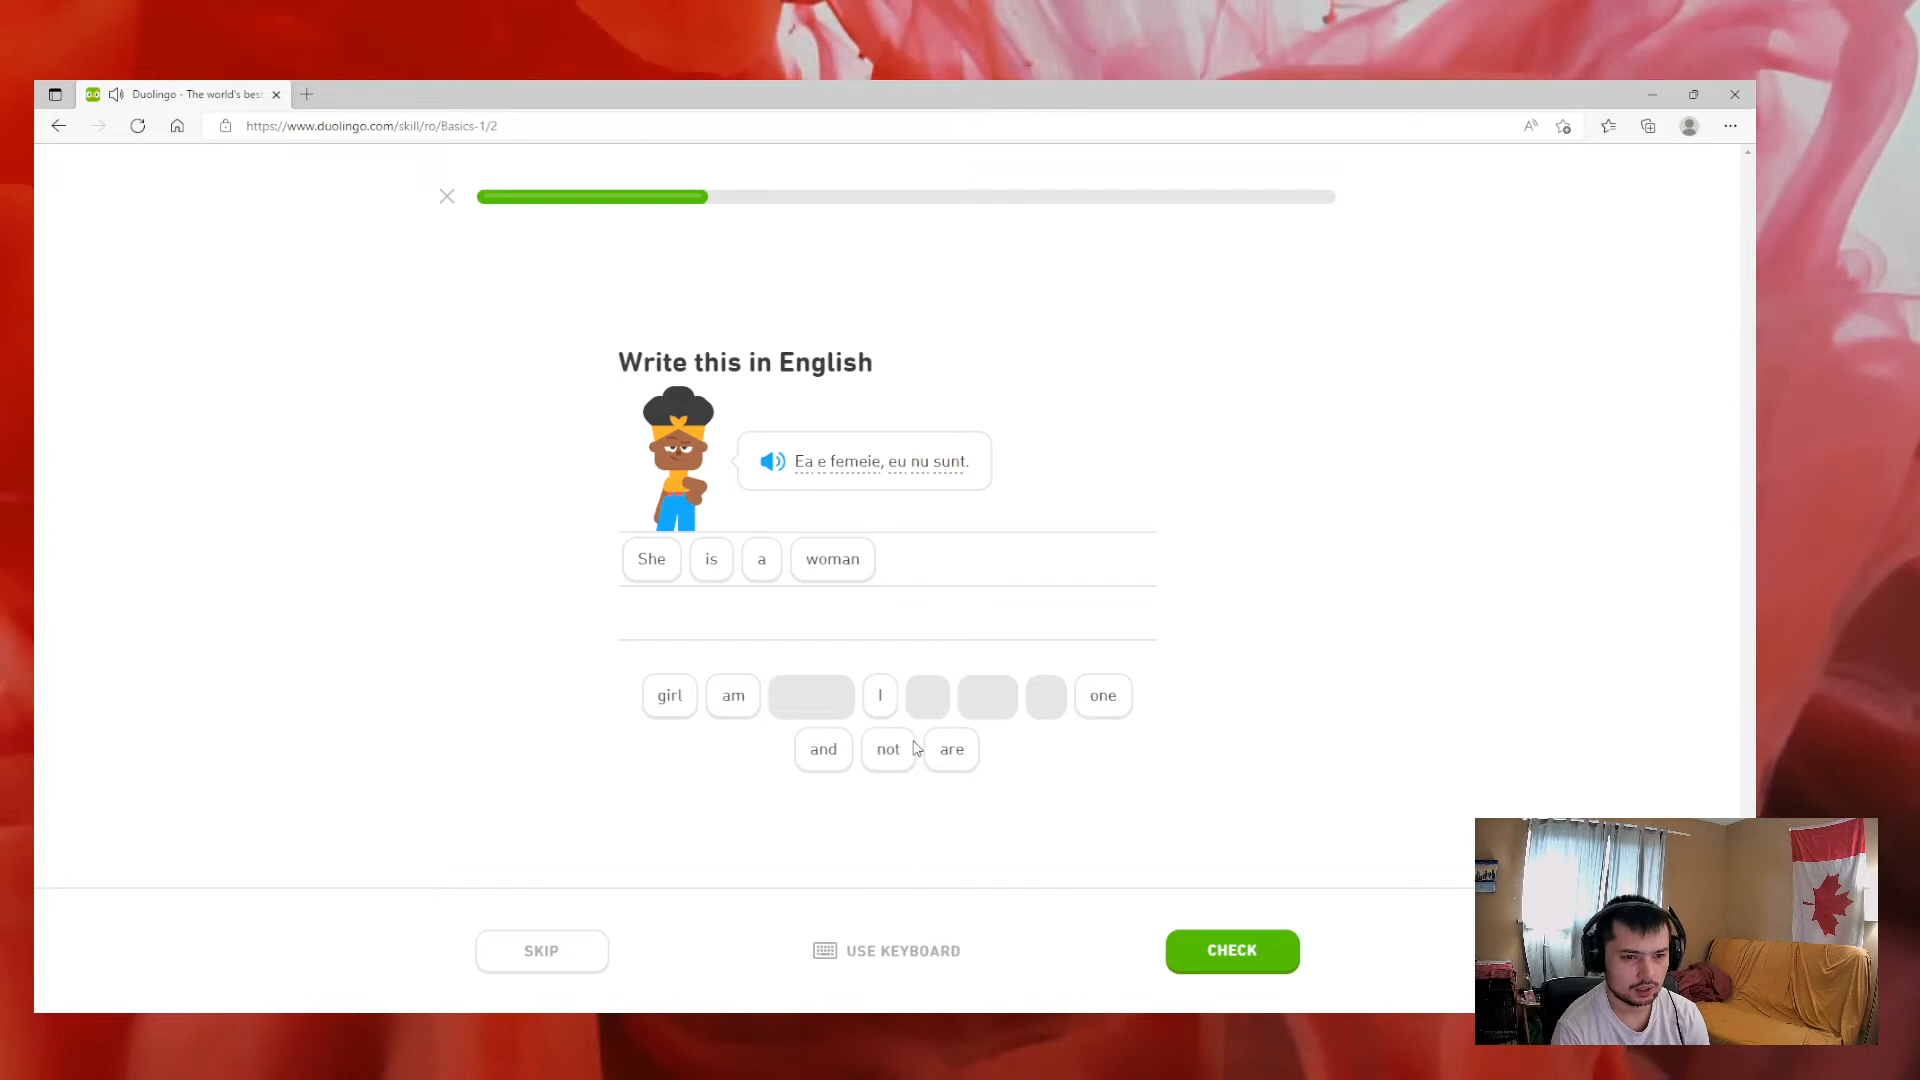 Duolingo - The world's bes
https://www.duolingo.com/skill/ro/Basics-1/2
Write this in English
Ea e femeie, eu nu sunt.
She is a woman
girl am I one
and not are
SKIP USE KEYBOARD CHECK